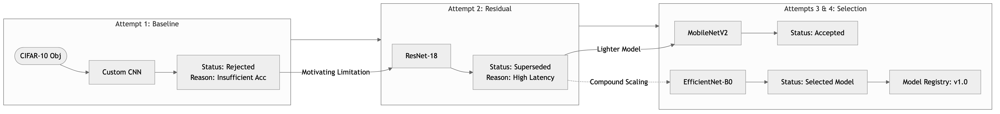 Attempt 1: Baseline
CIFAR-10 Obj
Custom CNN
Status: Rejected
Reason: Insufficient Acc
Motivating Limitation
Attempt 2: Residual
ResNet-18
Status: Superseded
Reason: High Latency
Lighter Model
Compound Scaling
Attempts 3 & 4: Selection
MobileNetV2
Status: Accepted
EfficientNet-B0
Status: Selected Model
Model Registry: v1.0